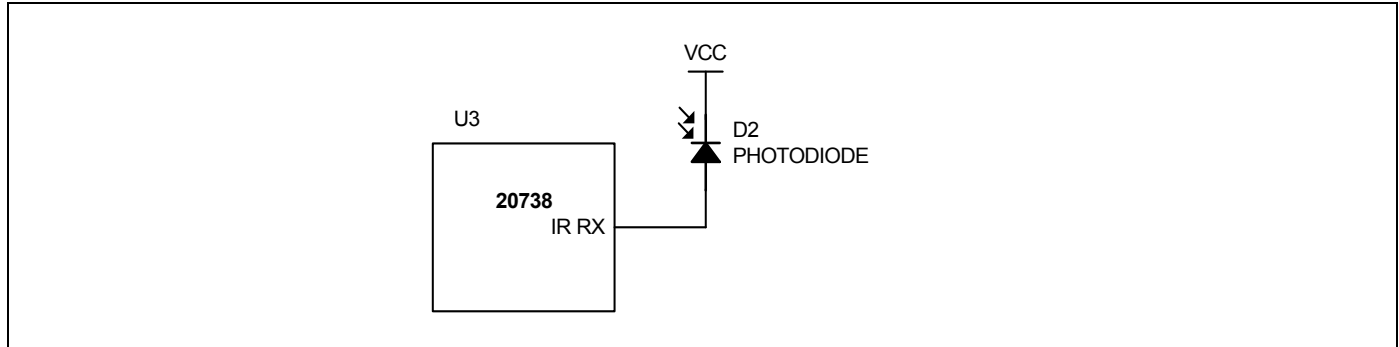 VCC
U3
D2
PHOTODIODE
20738
IR RX